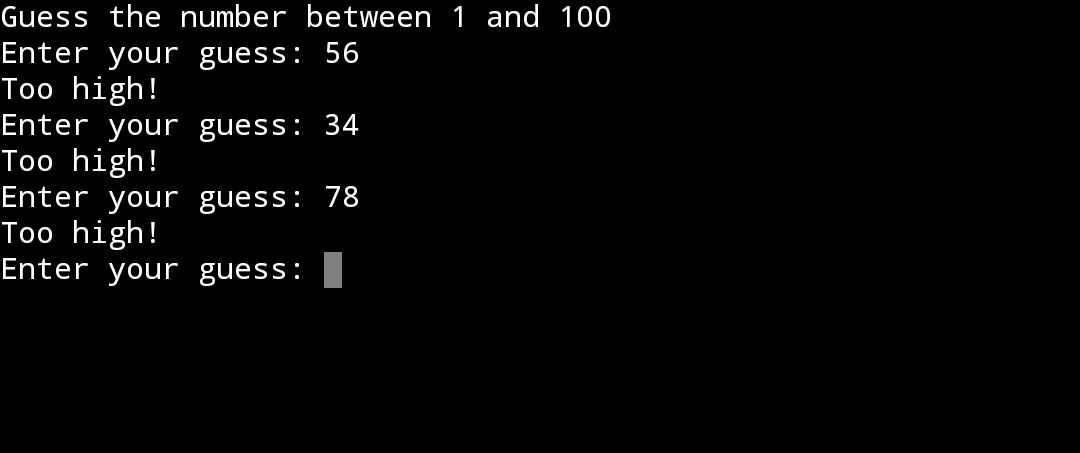 Guess the number between 1 and 100
Enter your guess: 56
Too high!
Enter your guess: 34
Too high!
Enter your guess: 78
Too high!
Enter your guess: